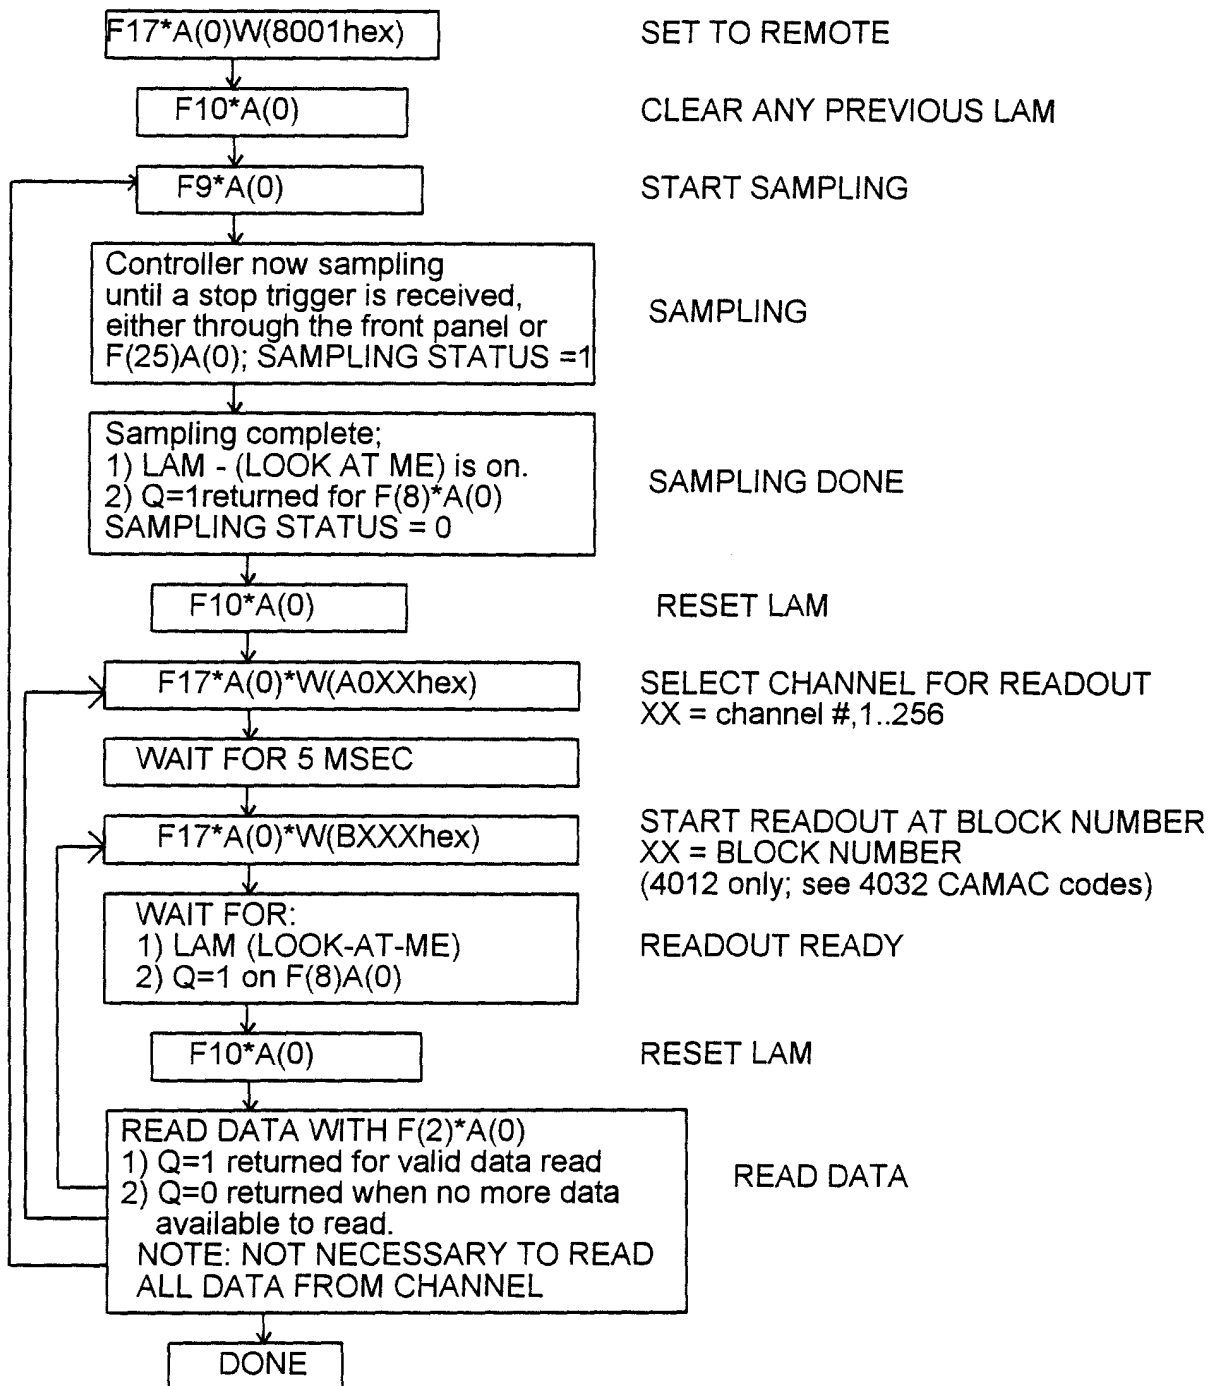 F17*A(0)W(8001hex)
SET TO REMOTE
F10*A(0)
CLEAR ANY PREVIOUS LAM
F9*A(0)
START SAMPLING
Controller now sampling
until a stop trigger is received,
either through the front panel or
F(25)A(0); SAMPLING STATUS =1
SAMPLING
Sampling complete;
1) LAM - (LOOK AT ME) is on.
2) Q=1returned for F(8)*A(0)
SAMPLING STATUS = 0
SAMPLING DONE
F10*A(0)
RESET LAM
F17*A(0)*W(A0XXhex)
SELECT CHANNEL FOR READOUT
XX = channel #,1..256
WAIT FOR 5 MSEC
F17*A(0)*W(BXXXhex)
START READOUT AT BLOCK NUMBER
XX = BLOCK NUMBER
(4012 only; see 4032 CAMAC codes)
WAIT FOR:
1) LAM (LOOK-AT-ME)
2) Q=1 on F(8)A(0)
READOUT READY
F10*A(0)
RESET LAM
READ DATA WITH F(2)*A(0)
1) Q=1 returned for valid data read
2) Q=0 returned when no more data
available to read.
NOTE: NOT NECESSARY TO READ
ALL DATA FROM CHANNEL
READ DATA
DONE